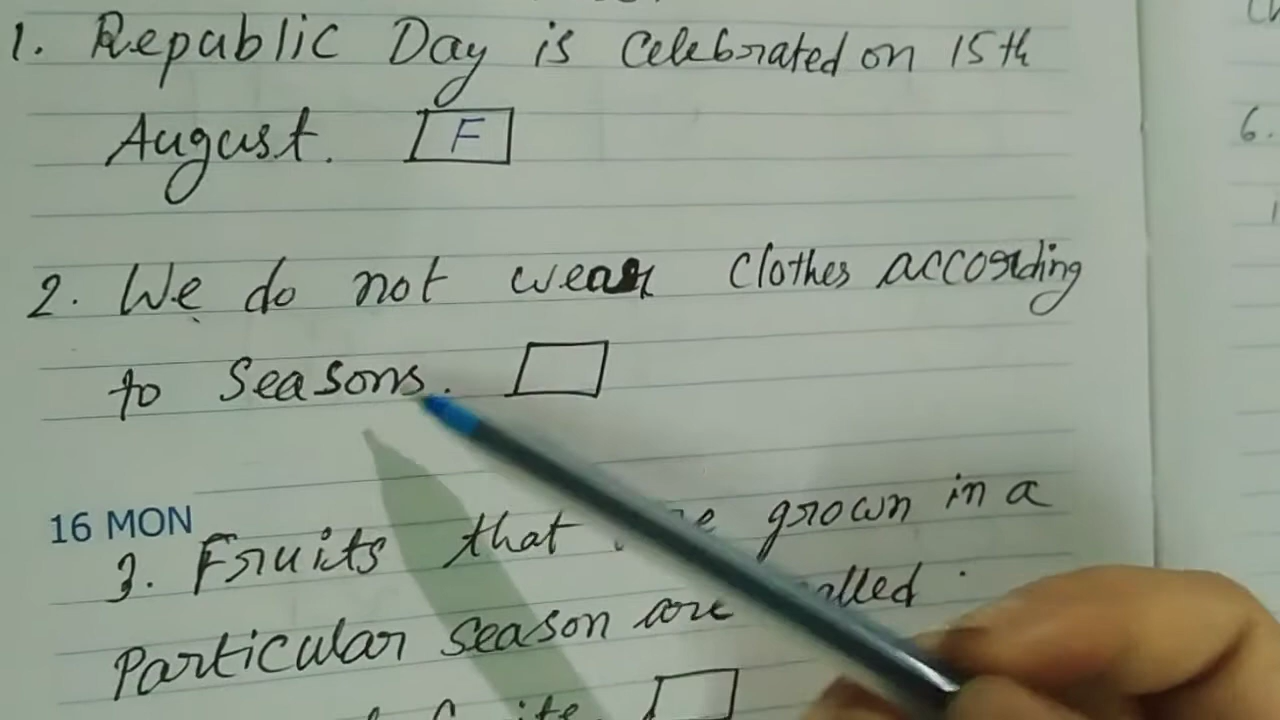 1. Republic Day is Celebrated on 15th
August. F
2. We do not wear clothes according
to Seasons.
16 MON
3. Fruits that grown in a
Particular season are
6.